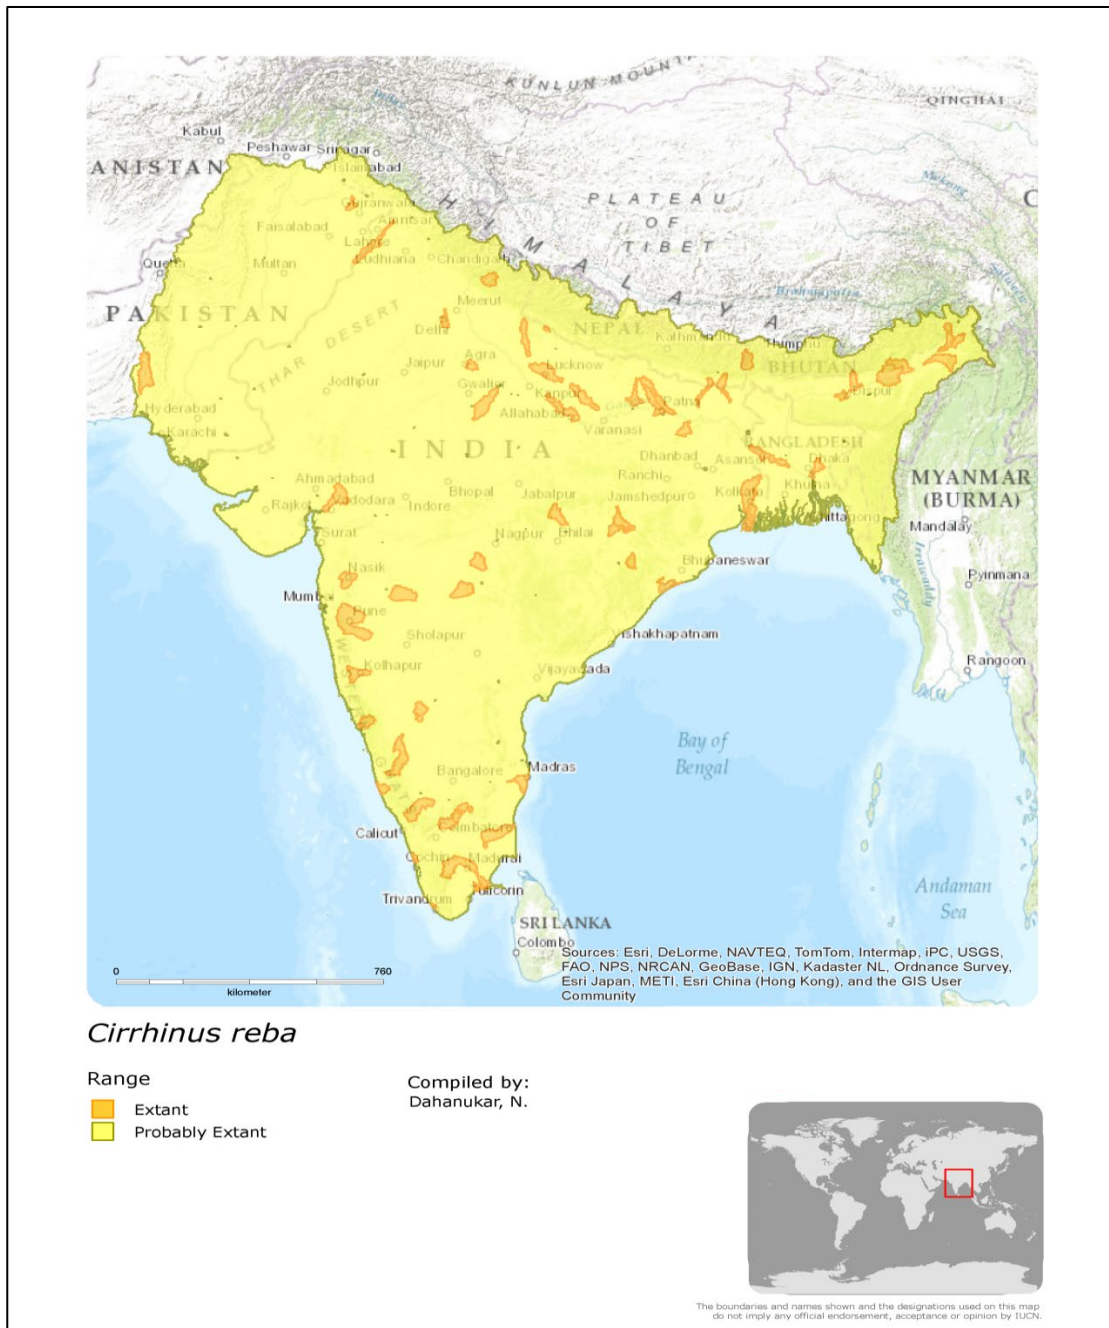 KUNLUN MOUNTA
QINGHAI
Kabul
Peshawar
Srinagar
ANISTAN
Islamabad
Mekong
Gujranwala
PLATEAU
OF
TIBET
C
Faisalabad
Amritsar
Lahore
Ludhiana
Chandigarh
HIMALAYA
Salween
Quetta
Multan
Brahmaputra
PAKISTAN
Meerut
THAR DESERT
Delhi
NEPAL
Kathmandu
Thimphu
BHUTAN
Jaipur
Agra
Lucknow
Jodhpur
Gwalior
Kanpur
Dispur
Hyderabad
Allahabad
Patna
Karachi
Varanasi
INDIA
BANGLADESH
Dhanbad
Asansol
Dhaka
Ahmadabad
Ranchi
MYANMAR
(BURMA)
Rajkot
Vadodara
Indore
Bhopal
Jabalpur
Jamshedpur
Kolkata
Khulna
Chittagong
Mandalay
Surat
Nagpur
Bhilai
Irrawaddy
Bhubaneswar
Nasik
Pyinmana
Mumbai
Pune
Sholapur
Vishakhapatnam
Kolhapur
Vijayawada
Rangoon
WESTERN GHATS
Bay of
Bengal
Bangalore
Madras
Calicut
Coimbatore
Cochin
Madurai
Trivandrum
Tuticorin
Andaman
Sea
SRI LANKA
Colombo
Sources: Esri, DeLorme, NAVTEQ, TomTom, Intermap, iPC, USGS,
FAO, NPS, NRCAN, GeoBase, IGN, Kadaster NL, Ordnance Survey,
Esri Japan, METI, Esri China (Hong Kong), and the GIS User
Community
0 760
kilometer
Cirrhinus reba
Range
Extant
Probably Extant
Compiled by:
Dahanukar, N.
The boundaries and names shown and the designations used on this map
do not imply any official endorsement, acceptance or opinion by IUCN.